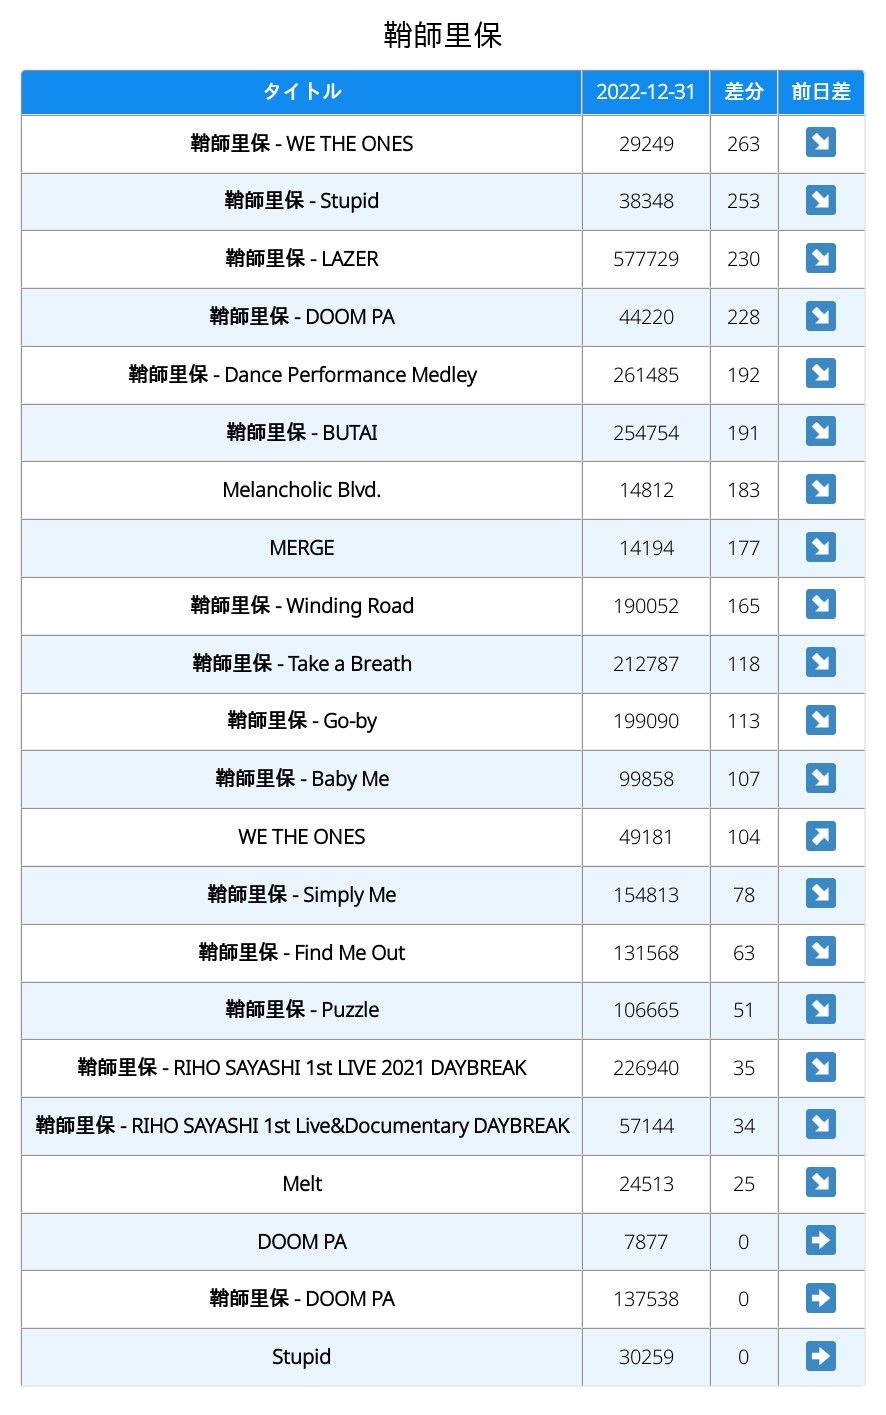 鞘師里保
タイトル 2022-12-31 差分 前日差
鞘師里保 - WE THE ONES 29249 263 ↘
鞘師里保 - Stupid 38348 253 ↘
鞘師里保 - LAZER 577729 230 ↘
鞘師里保 - DOOM PA 44220 228 ↘
鞘師里保 - Dance Performance Medley 261485 192 ↘
鞘師里保 - BUTAI 254754 191 ↘
Melancholic Blvd. 14812 183 ↘
MERGE 14194 177 ↘
鞘師里保 - Winding Road 190052 165 ↘
鞘師里保 - Take a Breath 212787 118 ↘
鞘師里保 - Go-by 199090 113 ↘
鞘師里保 - Baby Me 99858 107 ↘
WE THE ONES 49181 104 ↗
鞘師里保 - Simply Me 154813 78 ↘
鞘師里保 - Find Me Out 131568 63 ↘
鞘師里保 - Puzzle 106665 51 ↘
鞘師里保 - RIHO SAYASHI 1st LIVE 2021 DAYBREAK 226940 35 ↘
鞘師里保 - RIHO SAYASHI 1st Live&Documentary DAYBREAK 57144 34 ↘
Melt 24513 25 ↘
DOOM PA 7877 0 ➡
鞘師里保 - DOOM PA 137538 0 ➡
Stupid 30259 0 ➡